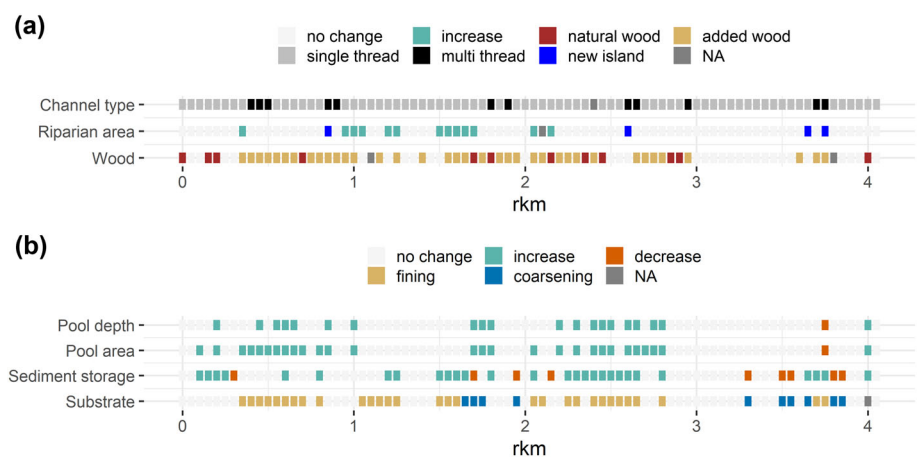 (a)
no change increase natural wood added wood
single thread multi thread new island NA
Channel type
Riparian area
Wood
0 1 2 3 4
rkm
(b)
no change increase decrease
fining coarsening NA
Pool depth
Pool area
Sediment storage
Substrate
0 1 2 3 4
rkm